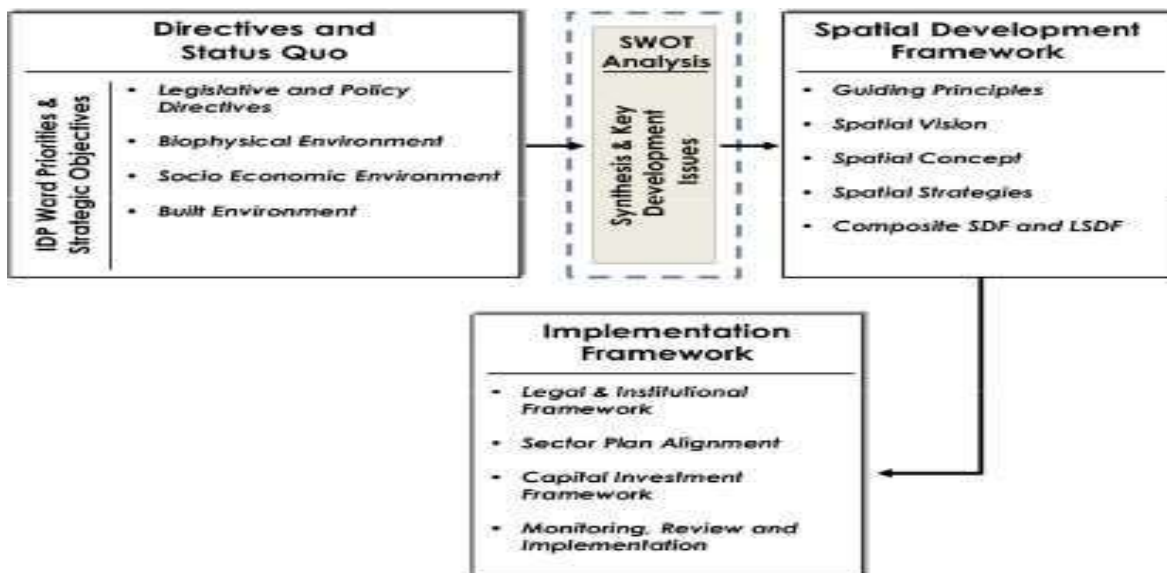 Directives and
Status Quo
IDP Ward Priorities &
Strategic Objectives
• Legislative and Policy
Directives
• Biophysical Environment
• Socio Economic Environment
• Built Environment
SWOT
Analysis
Synthesis & Key
Development
Issues
Spatial Development
Framework
• Guiding Principles
• Spatial Vision
• Spatial Concept
• Spatial Strategies
• Composite SDF and LSDF
Implementation
Framework
• Legal & Institutional
Framework
• Sector Plan Alignment
• Capital Investment
Framework
• Monitoring, Review and
Implementation